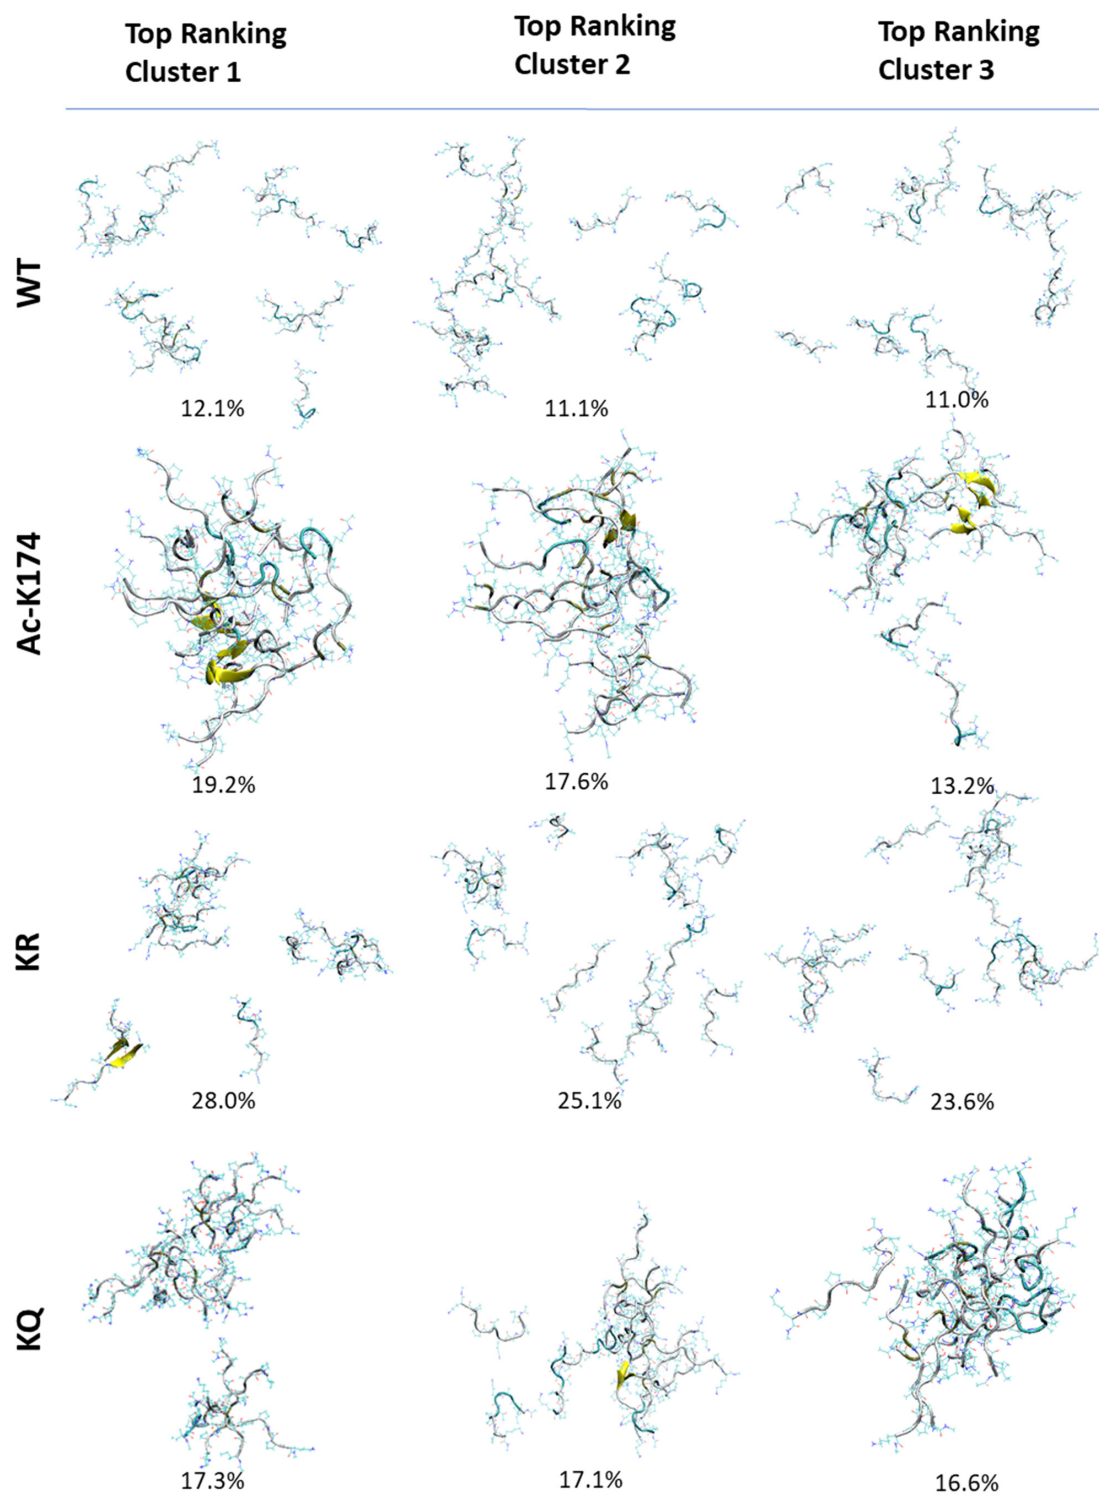 Top Ranking
Cluster 1
Top Ranking
Cluster 2
Top Ranking
Cluster 3
WT
12.1%
11.1%
11.0%
Ac-K174
19.2%
17.6%
13.2%
KR
28.0%
25.1%
23.6%
KQ
17.3%
17.1%
16.6%